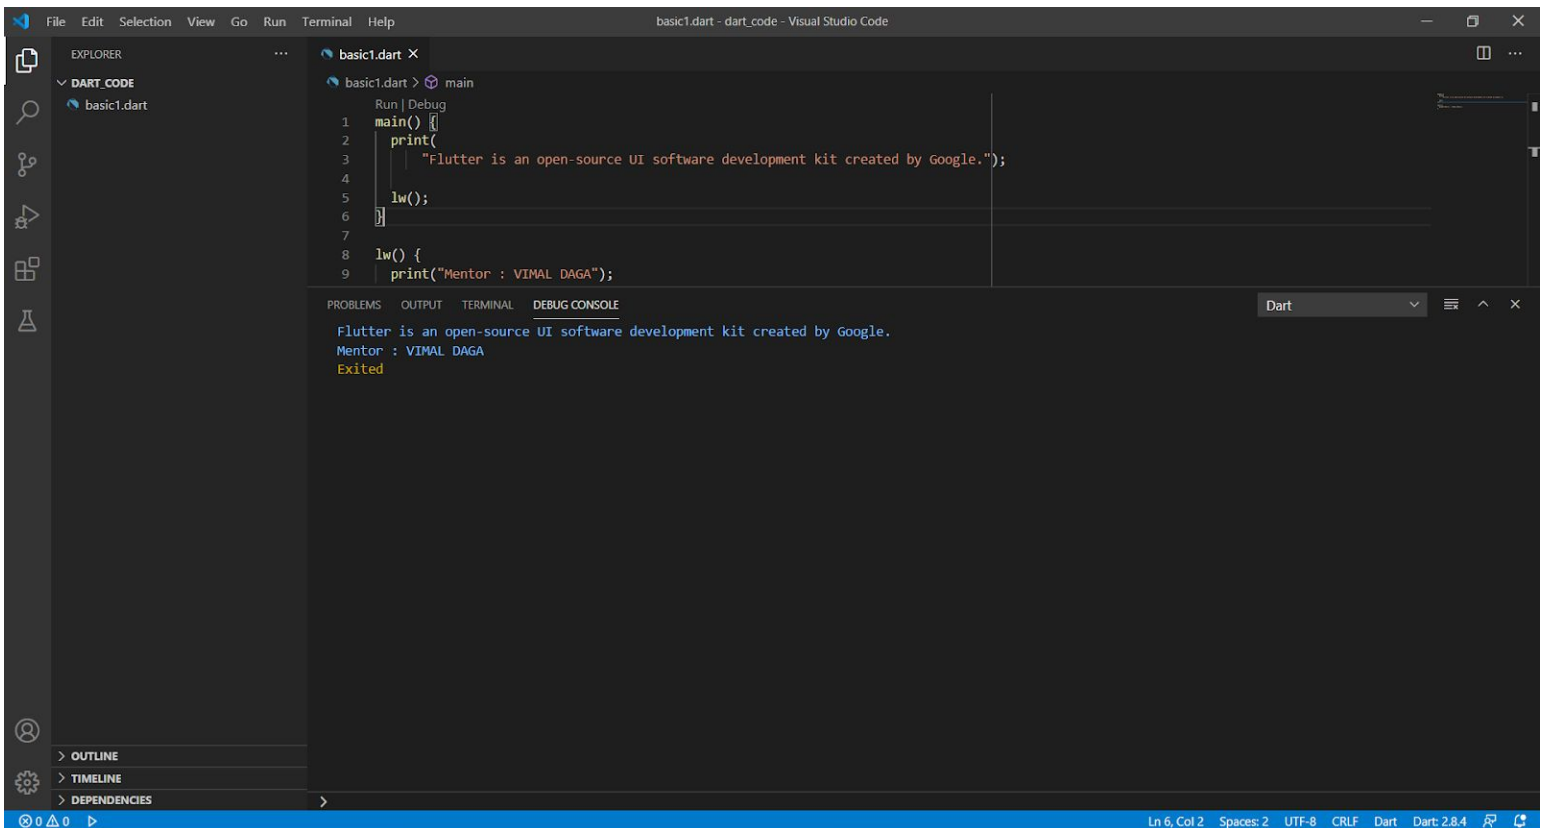 File Edit Selection View Go Run Terminal Help basic1.dart - dart_code - Visual Studio Code
EXPLORER
DART_CODE
basic1.dart
OUTLINE
TIMELINE
DEPENDENCIES
basic1.dart
basic1.dart > main
Run | Debug
1 main() {
2 print(
3 "Flutter is an open-source UI software development kit created by Google.");
4
5 lw();
6 }
7
8 lw() {
9 print("Mentor : VIMAL DAGA");
PROBLEMS OUTPUT TERMINAL DEBUG CONSOLE Dart
Flutter is an open-source UI software development kit created by Google.
Mentor : VIMAL DAGA
Exited
0 0 Ln 6, Col 2 Spaces: 2 UTF-8 CRLF Dart Dart: 2.8.4